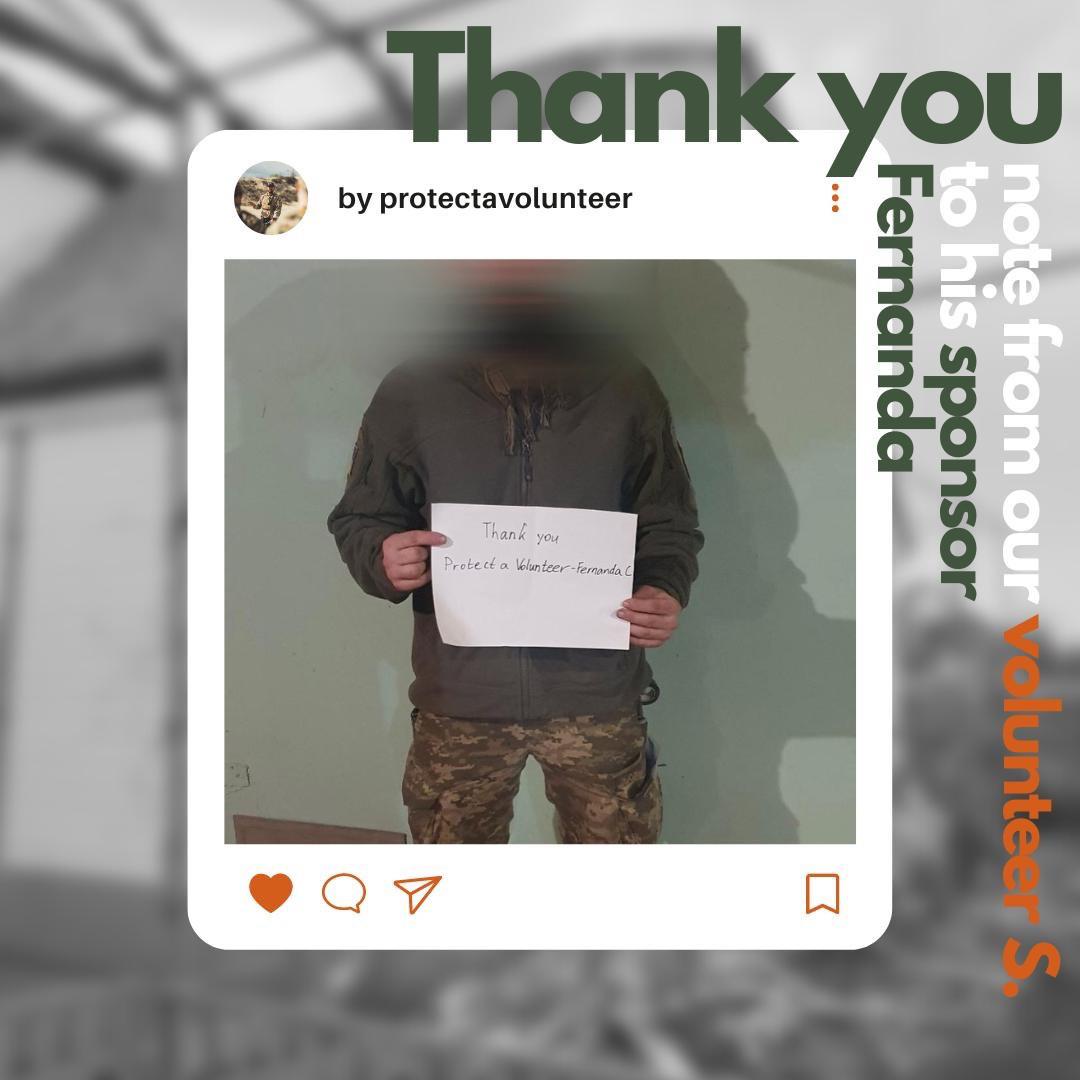 Thank you
note from our volunteer S.
to his sponsor
Fernanda
by protectavolunteer
Thank you
Protect a Volunteer-Fernanda C